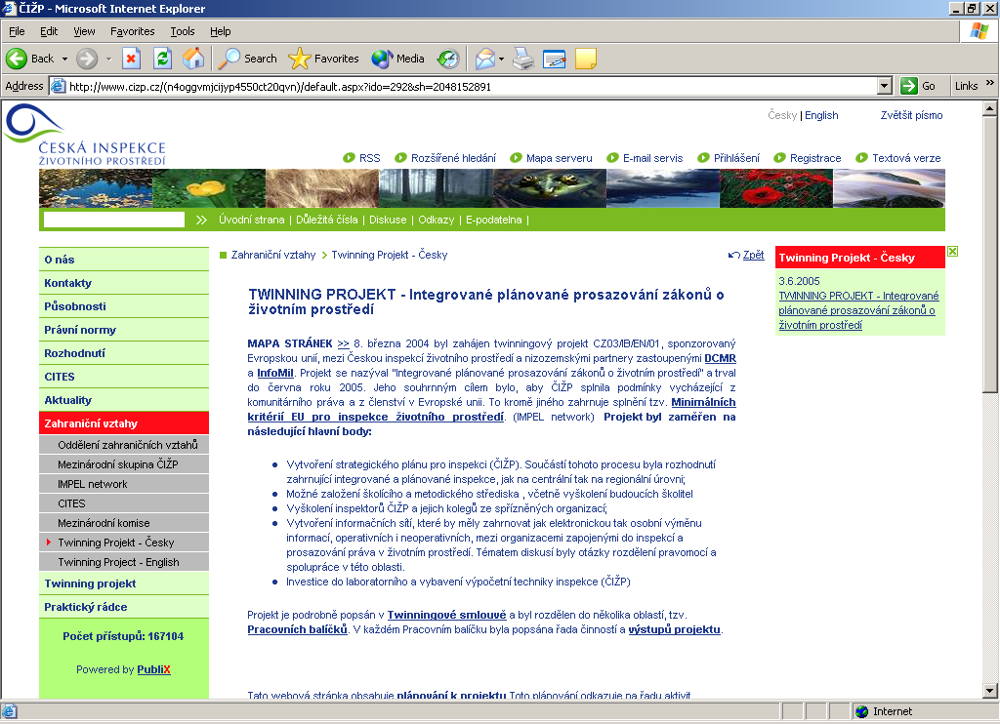 ČIŽP - Microsoft Internet Explorer
File Edit View Favorites Tools Help
Back Search Favorites Media
Address http://www.cizp.cz/(n4oggvmjcijyp4550ct20qvn)/default.aspx?ido=292&sh=2048152891 Go Links »
Česky | English Zvětšit písmo
ČESKÁ INSPEKCE
ŽIVOTNÍHO PROSTŘEDÍ
RSS Rozšířené hledání Mapa serveru E-mail servis Přihlášení Registrace Textová verze
Úvodní strana | Důležitá čísla | Diskuse | Odkazy | E-podatelna |
O nás
Kontakty
Působnosti
Právní normy
Rozhodnutí
CITES
Aktuality
Zahraniční vztahy
Oddělení zahraničních vztahů
Mezinárodní skupina ČIŽP
IMPEL network
CITES
Mezinárodní komise
Twinning Projekt - Česky
Twinning Project - English
Twinning projekt
Praktický rádce
Počet přístupů: 167104
Powered by PubliX
Zahraniční vztahy > Twinning Projekt - Česky Zpět
TWINNING PROJEKT - Integrované plánované prosazování zákonů o
životním prostředí
MAPA STRÁNEK >> 8. března 2004 byl zahájen twinningový projekt CZ03/IB/EN/01, sponzorovaný
Evropskou unií, mezi Českou inspekcí životního prostředí a nizozemskými partnery zastoupenými DCMR
a InfoMil. Projekt se nazýval "Integrované plánované prosazování zákonů o životním prostředí" a trval
do června roku 2005. Jeho souhrnným cílem bylo, aby ČIŽP splnila podmínky vycházející z
komunitárního práva a z členství v Evropské unii. To kromě jiného zahrnuje splnění tzv. Minimálních
kritérií EU pro inspekce životního prostředí. (IMPEL network) Projekt byl zaměřen na
následující hlavní body:
Vytvoření strategického plánu pro inspekci (ČIŽP). Součástí tohoto procesu byla rozhodnutí
zahrnující integrované a plánované inspekce, jak na centrální tak na regionální úrovni;
Možné založení školícího a metodického střediska , včetně vyškolení budoucích školitel
Vyškolení inspektorů ČIŽP a jejich kolegů ze spřízněných organizací;
Vytvoření informačních sítí, které by měly zahrnovat jak elektronickou tak osobní výměnu
informací, operativních i neoperativních, mezi organizacemi zapojenými do inspekcí a
prosazování práva v životním prostředí. Tématem diskusí byly otázky rozdělení pravomocí a
spolupráce v této oblasti.
Investice do laboratorního a vybavení výpočetní techniky inspekce (ČIŽP)
Projekt je podrobně popsán v Twinningové smlouvě a byl rozdělen do několika oblastí, tzv.
Pracovních balíčků. V každém Pracovním balíčku byla popsána řada činností a výstupů projektu.
Tato webová stránka obsahuje plánování k projektu Toto plánování odkazuje na řadu aktivit
Twinning Projekt - Česky
3.6.2005
TWINNING PROJEKT - Integrované
plánované prosazování zákonů o
životním prostředí
Internet